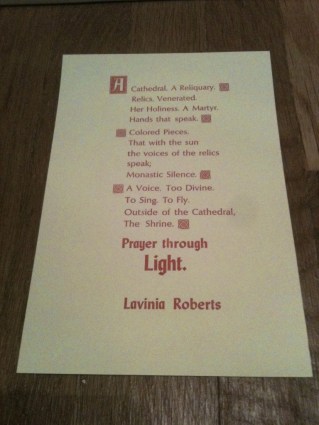 A Cathedral. A Reliquary.
Relics. Venerated.
Her Holiness. A Martyr.
Hands that speak.
Colored Pieces.
That with the sun
the voices of the relics
speak;
Monastic Silence.
A Voice. Too Divine.
To Sing. To Fly.
Outside of the Cathedral,
The Shrine.
Prayer through
Light.
Lavinia Roberts